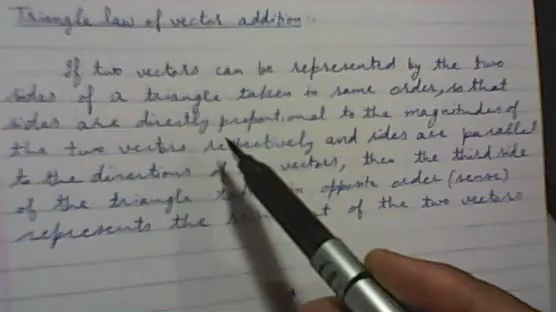 Triangle law of vector addition :-
If two vectors can be represented by the two
sides of a triangle taken in same order, so that
sides are directly proportional to the magnitudes of
the two vectors respectively and sides are parallel
to the directions vectors, then the third side
of the triangle in opposite order (sense)
represents the of the two vectors